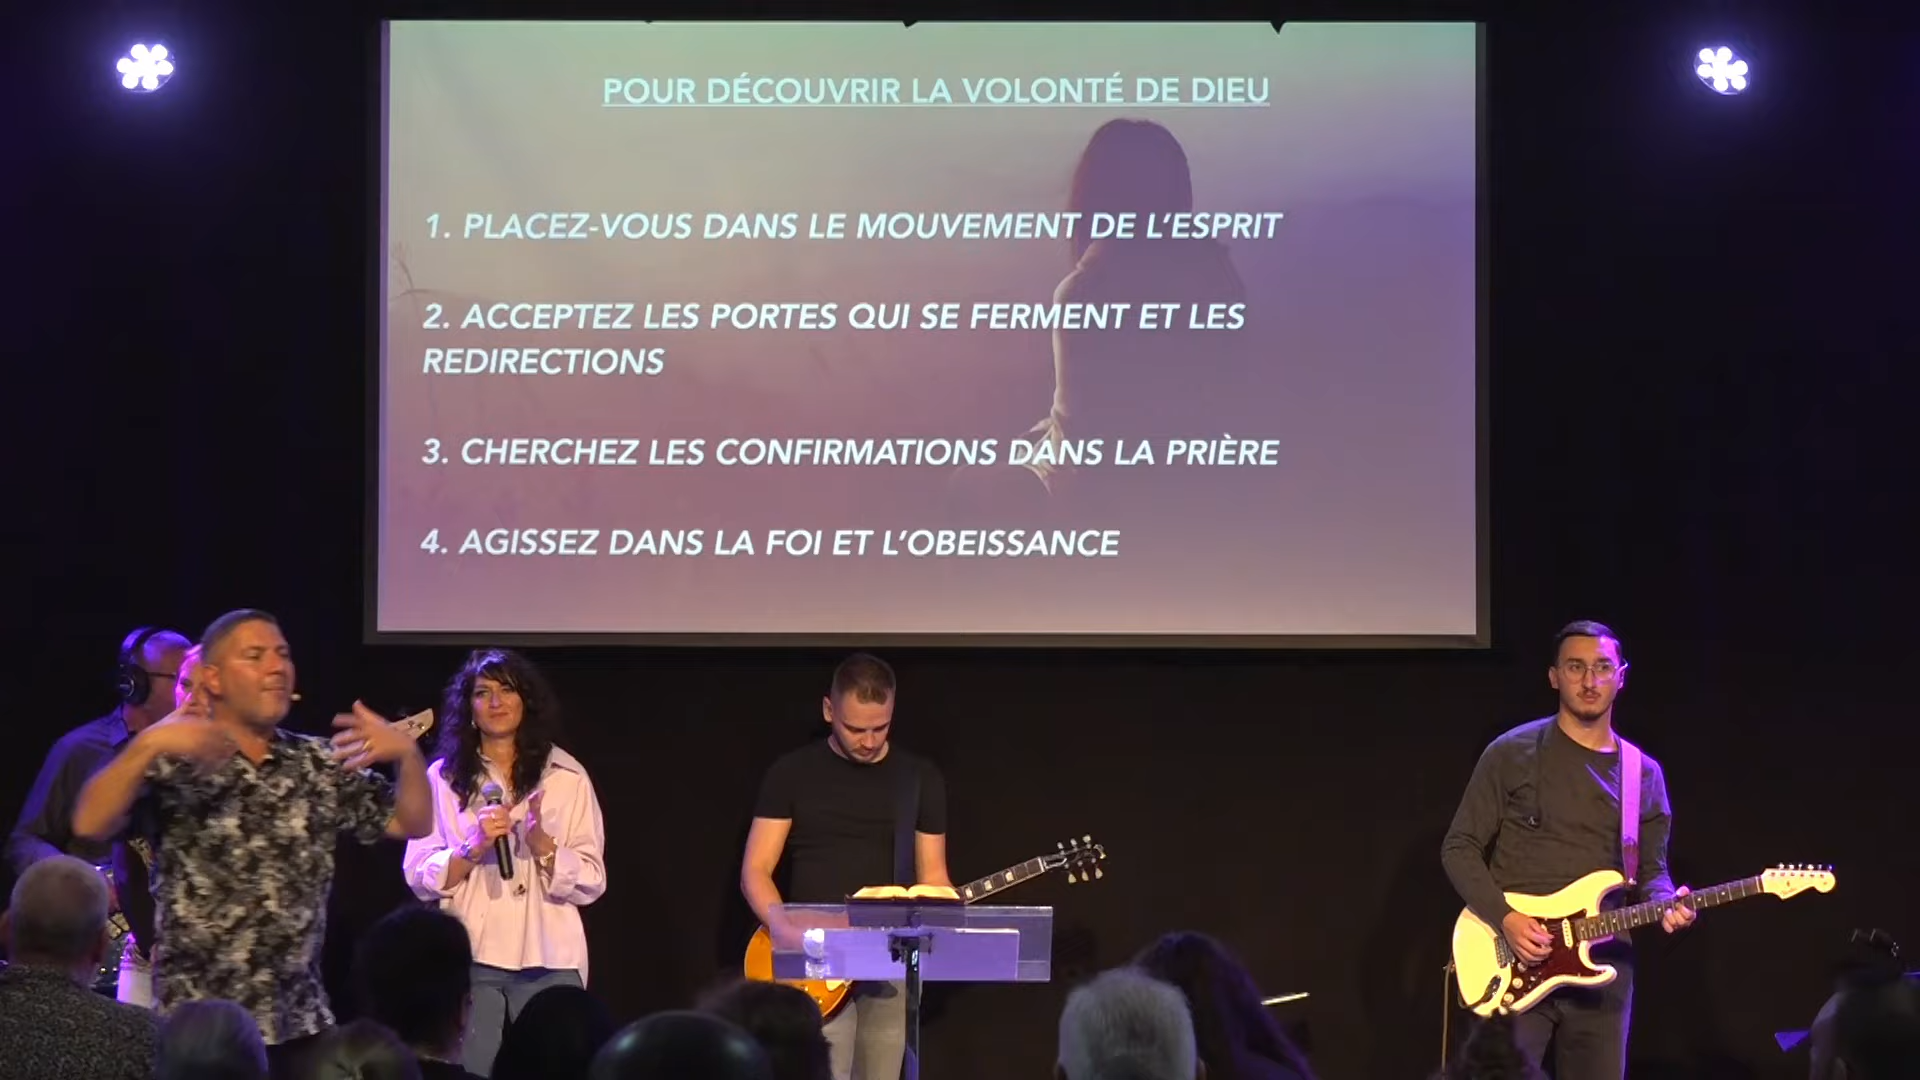 POUR DÉCOUVRIR LA VOLONTÉ DE DIEU
1. PLACEZ-VOUS DANS LE MOUVEMENT DE L'ESPRIT
2. ACCEPTEZ LES PORTES QUI SE FERMENT ET LES
REDIRECTIONS
3. CHERCHEZ LES CONFIRMATIONS DANS LA PRIÈRE
4. AGISSEZ DANS LA FOI ET L'OBEISSANCE